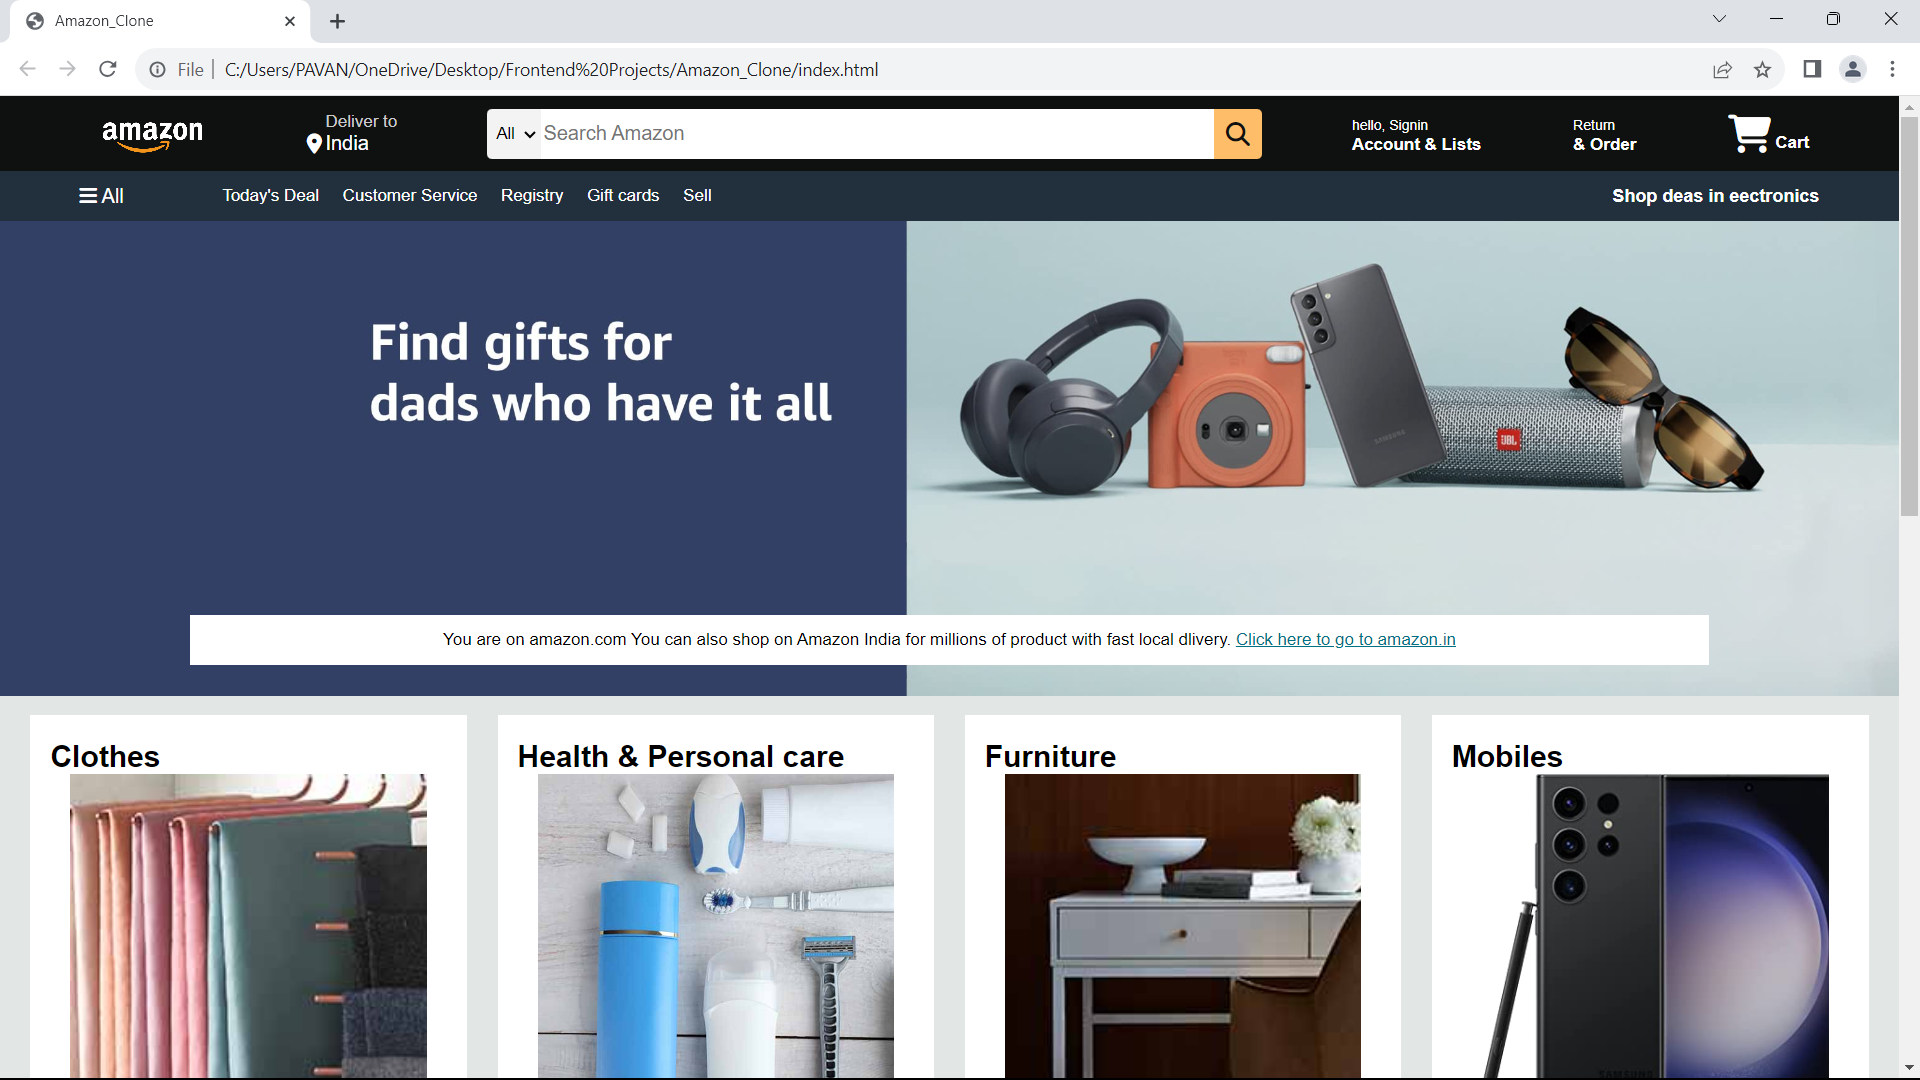 Amazon_Clone
File
C:/Users/PAVAN/OneDrive/Desktop/Frontend%20Projects/Amazon_Clone/index.html
amazon
Deliver to
India
All
Search Amazon
hello, Signin
Account & Lists
Return
& Order
Cart
All
Today's Deal
Customer Service
Registry
Gift cards
Sell
Shop deas in eectronics
Find gifts for
dads who have it all
SAMSUNG
JBL
You are on amazon.com You can also shop on Amazon India for millions of product with fast local dlivery. Click here to go to amazon.in
Clothes
Health & Personal care
Furniture
Mobiles
SAMSUNG